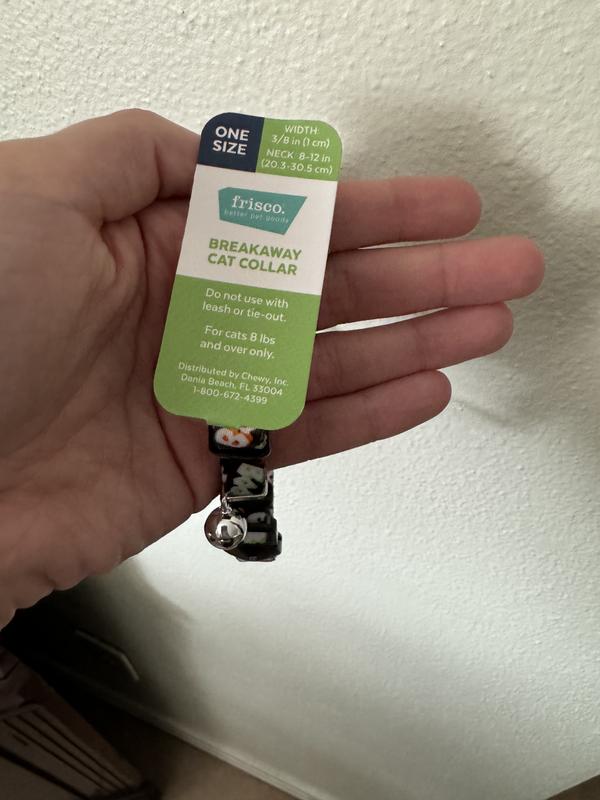 ONE
SIZE
WIDTH:
3/8 in (1 cm)
NECK 8-12 in
(20.3-30.5 cm)
frisco.
better pet goods
BREAKAWAY
CAT COLLAR
Do not use with
leash or tie-out.
For cats 8 lbs
and over only.
Distributed by Chewy, Inc.
Dania Beach, FL 33004
1-800-672-4399